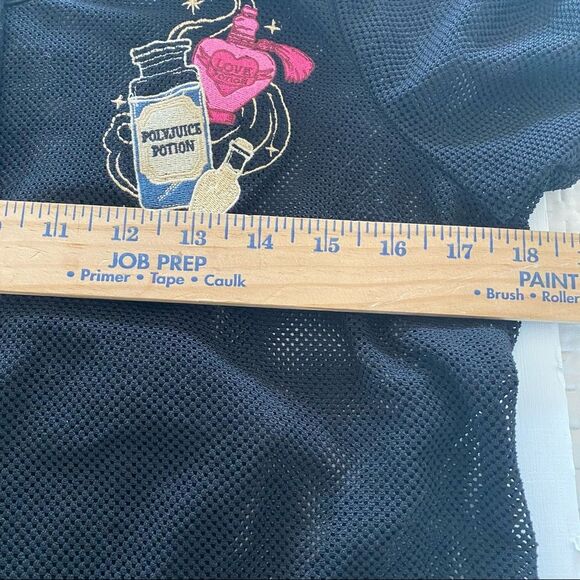 LOVE
POTION
POLYJUICE
POTION
11 12 13 14 15 16 17 18
JOB PREP
• Primer • Tape • Caulk
PAINT
• Brush • Roller